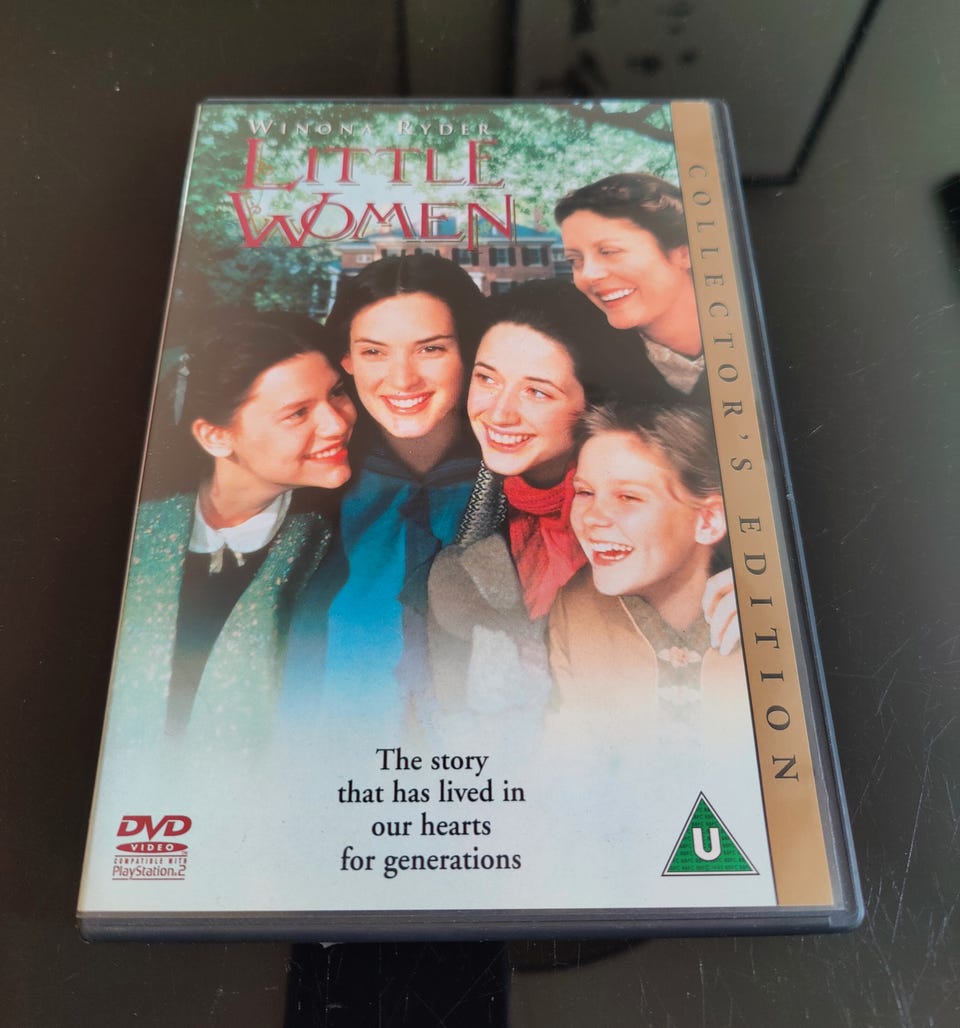 WINONA RYDER
LITTLE
WOMEN
COLLECTOR'S EDITION
The story
that has lived in
our hearts
for generations
DVD
VIDEO
COMPATIBLE WITH
PlayStation.2
U